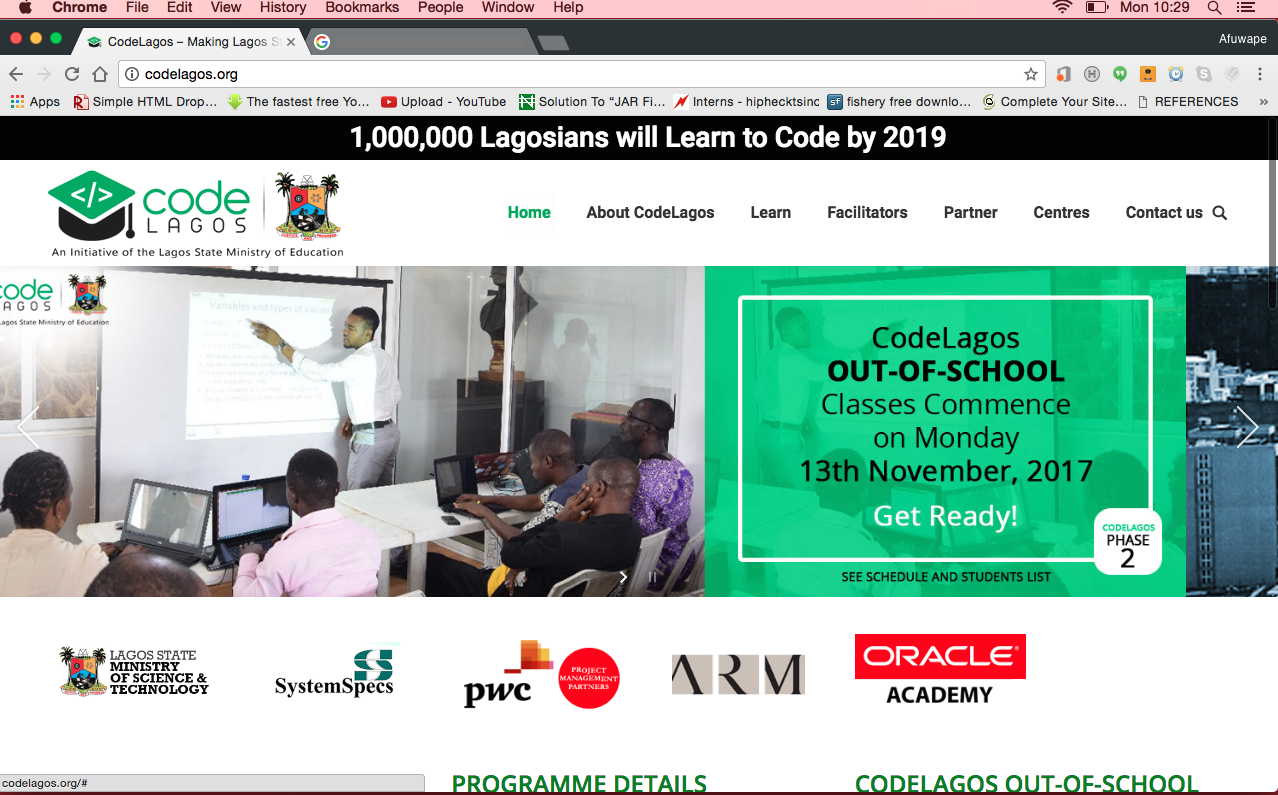 Chrome File Edit View History Bookmarks People Window Help Mon 10:29
CodeLagos – Making Lagos S
Afuwape
codelagos.org
Apps Simple HTML Drop... The fastest free Yo... Upload - YouTube Solution To “JAR Fi... Interns - hiphecktsinc fishery free downlo... Complete Your Site... REFERENCES »
1,000,000 Lagosians will Learn to Code by 2019
</>
code
LAGOS
An Initiative of the Lagos State Ministry of Education
Home About CodeLagos Learn Facilitators Partner Centres Contact us
code
AGOS
Lagos State Ministry of Education
Variables and types of variab
CodeLagos
OUT-OF-SCHOOL
Classes Commence
on Monday
13th November, 2017
Get Ready!
CODELAGOS
PHASE
2
SEE SCHEDULE AND STUDENTS LIST
LAGOS STATE
MINISTRY
OF SCIENCE &
TECHNOLOGY
SystemSpecs
pwc
PROJECT
MANAGEMENT
PARTNERS
ARM
ORACLE®
ACADEMY
codelagos.org/#
PROGRAMME DETAILS
CODELAGOS OUT-OF-SCHOOL